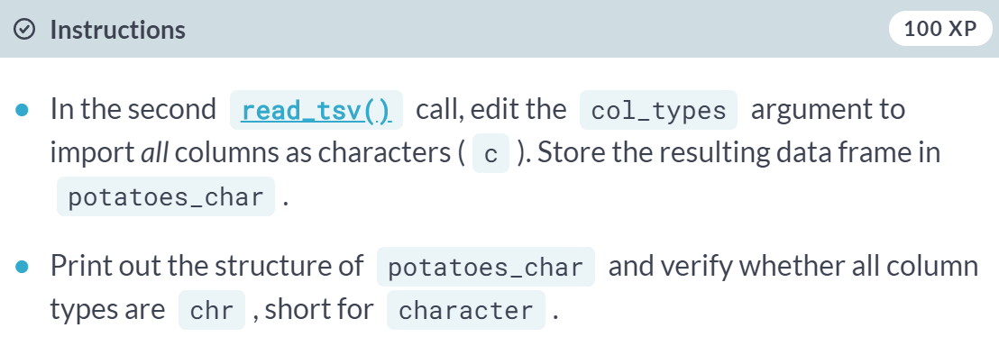 Instructions 100 XP
In the second read_tsv() call, edit the col_types argument to
import all columns as characters ( c ). Store the resulting data frame in
potatoes_char .
Print out the structure of potatoes_char and verify whether all column
types are chr , short for character .